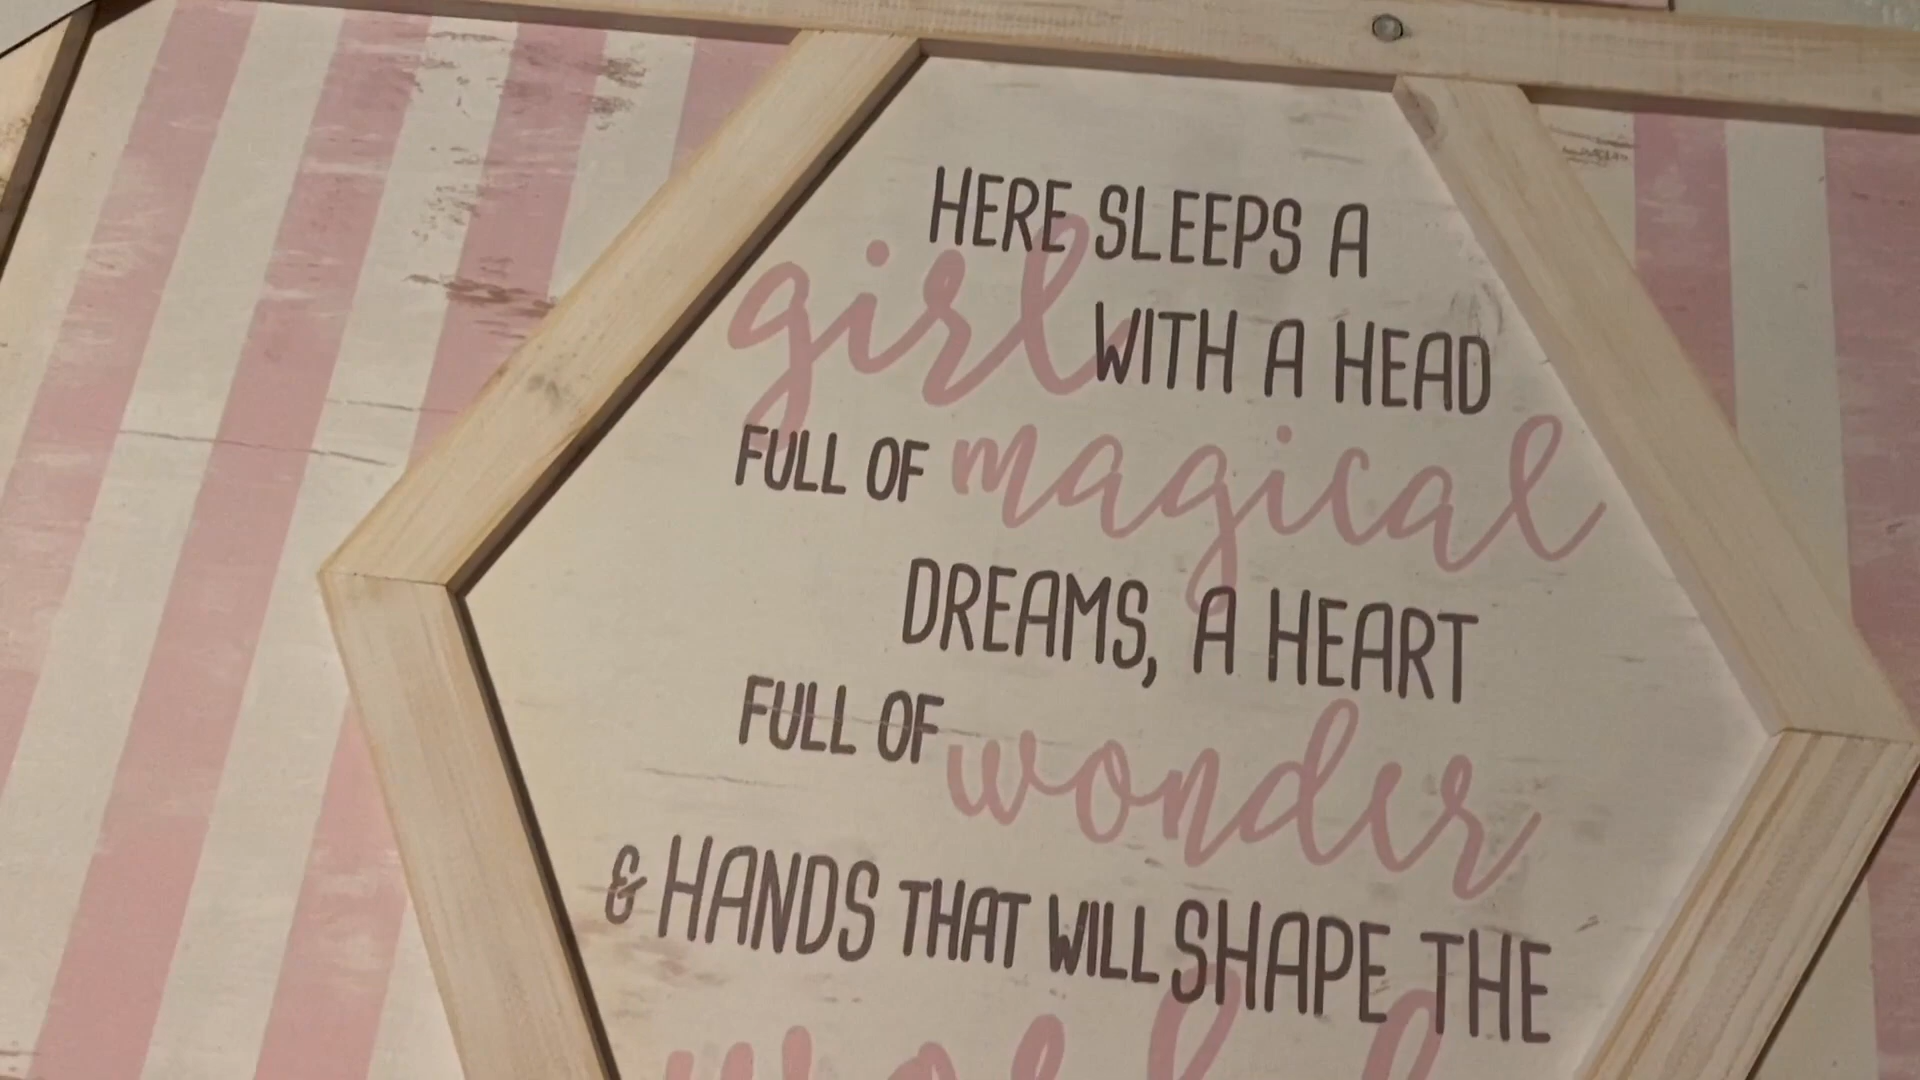 HERE SLEEPS A
girl WITH A HEAD
FULL OF magical
DREAMS, A HEART
FULL OF wonder
& HANDS THAT WILL SHAPE THE